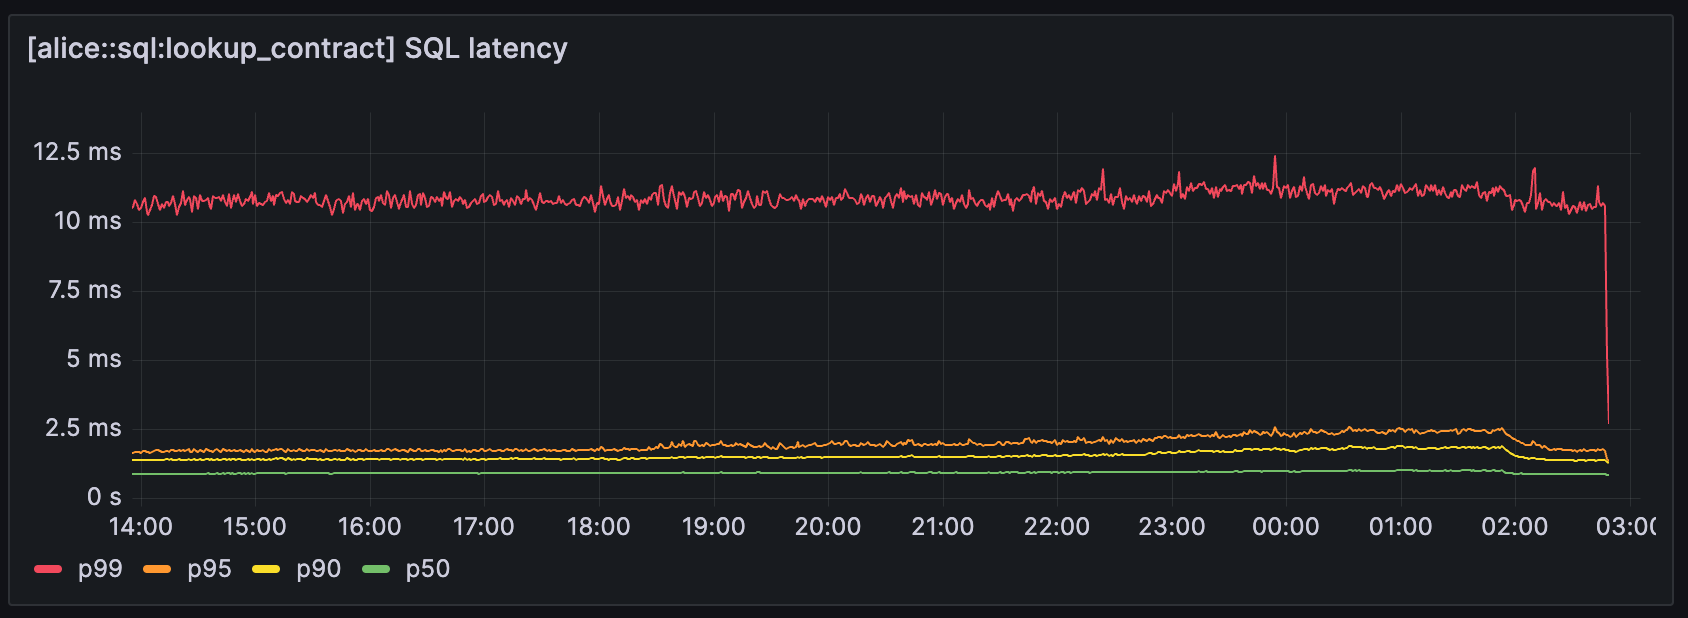 [alice::sql:lookup_contract] SQL latency
12.5 ms
10 ms
7.5 ms
5 ms
2.5 ms
0 s
14:00 15:00 16:00 17:00 18:00 19:00 20:00 21:00 22:00 23:00 00:00 01:00 02:00 03:0
p99 p95 p90 p50